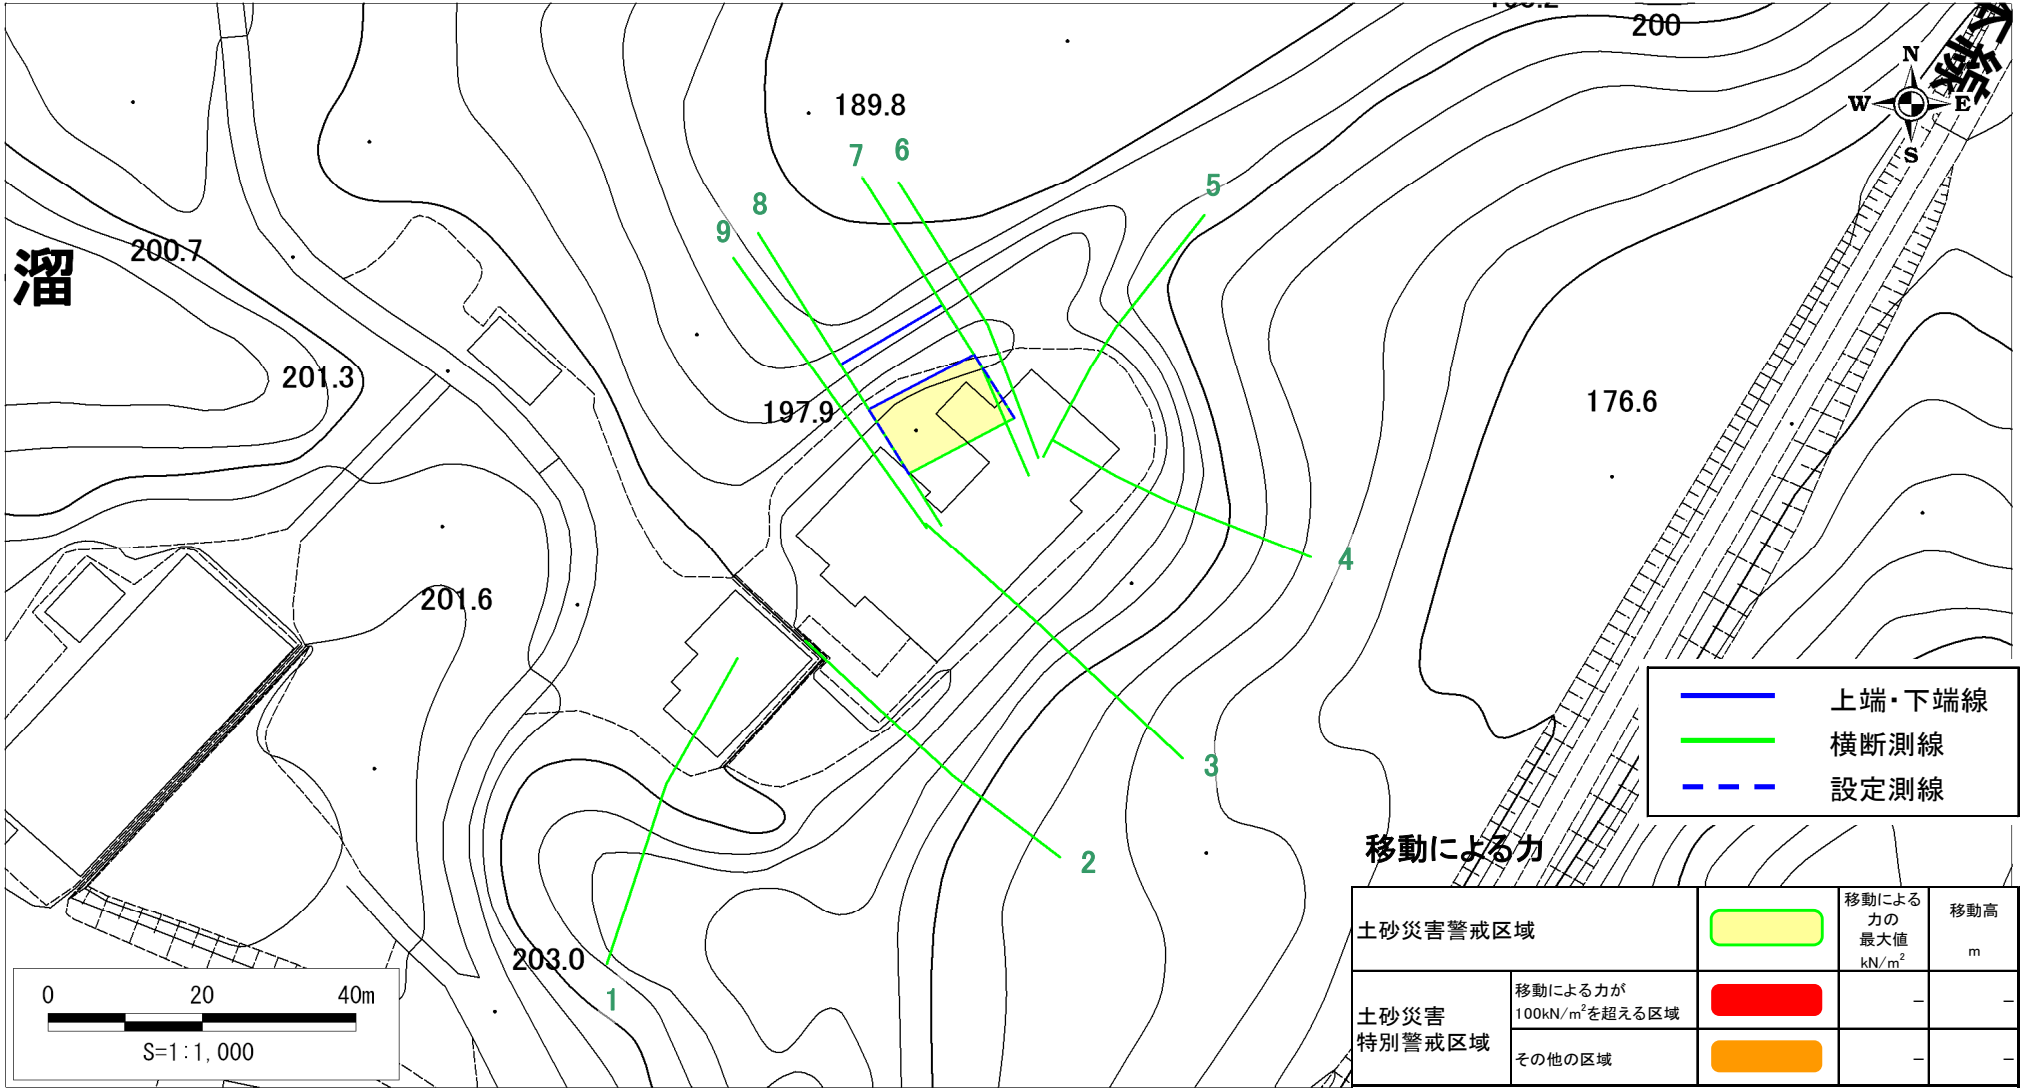 200
N
W E
S
線
189.8
7 6
5
8
9
200.7
溜
201.3
197.9
176.6
4
201.6
3
2
203.0
1
上端・下端線
横断測線
設定測線
移動による力
土砂災害警戒区域
移動による
力の
最大値
kN/m²
移動高
m
土砂災害
特別警戒区域
移動による力が
100kN/m²を超える区域
– –
その他の区域
– –
0 20 40m
S=1:1,000